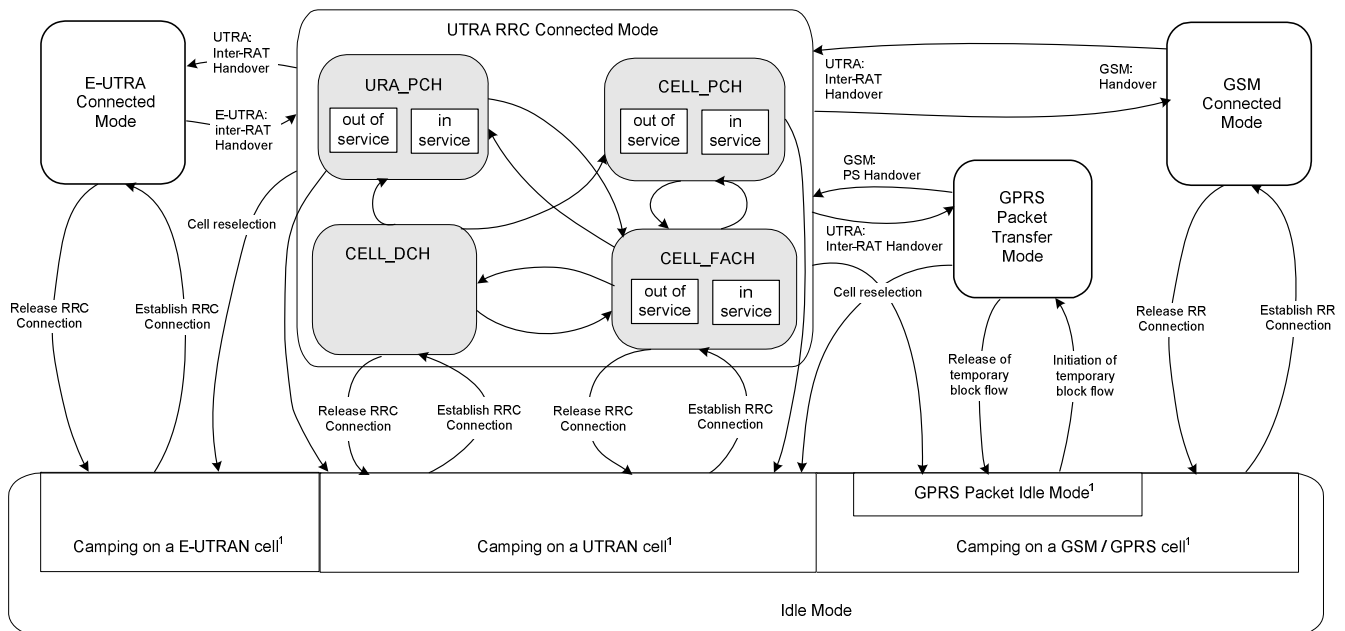 UTRA RRC Connected Mode
E-UTRA
Connected
Mode
UTRA:
Inter-RAT
Handover
E-UTRA:
inter-RAT
Handover
URA_PCH
out of
service
in
service
CELL_PCH
out of
service
in
service
CELL_DCH
CELL_FACH
out of
service
in
service
UTRA:
Inter-RAT
Handover
GSM:
Handover
GSM
Connected
Mode
GSM:
PS Handover
UTRA:
Inter-RAT Handover
GPRS
Packet
Transfer
Mode
Cell reselection
Cell reselection
Release RRC
Connection
Establish RRC
Connection
Release RRC
Connection
Establish RRC
Connection
Release RRC
Connection
Establish RRC
Connection
Release of
temporary
block flow
Initiation of
temporary
block flow
Release RR
Connection
Establish RR
Connection
GPRS Packet Idle Mode¹
Camping on a E-UTRAN cell¹
Camping on a UTRAN cell¹
Camping on a GSM / GPRS cell¹
Idle Mode